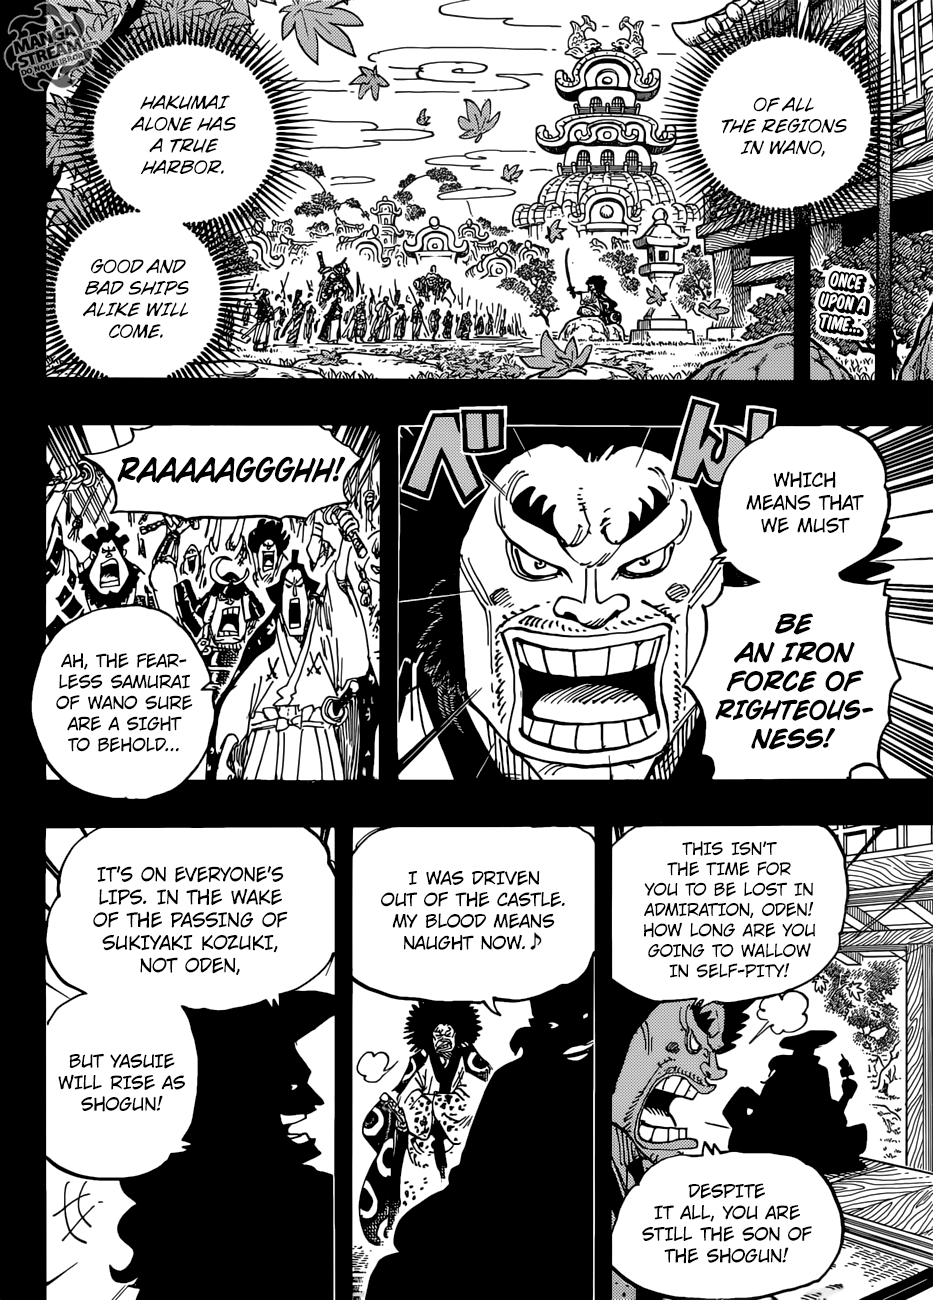 MANGA
STREAM.COM
DO NOT MIRROR
OF ALL
THE REGIONS
IN WANO,
HAKUMAI
ALONE HAS
A TRUE
HARBOR.
GOOD AND
BAD SHIPS
ALIKE WILL
COME.
ONCE
UPON A
TIME...
WHICH
MEANS THAT
WE MUST
BE
AN IRON
FORCE OF
RIGHTEOUS-
NESS!
べん
RAAAAAGGGHH!
AH, THE FEAR-
LESS SAMURAI
OF WANO SURE
ARE A SIGHT
TO BEHOLD...
THIS ISN'T
THE TIME FOR
YOU TO BE LOST IN
ADMIRATION, ODEN!
HOW LONG ARE YOU
GOING TO WALLOW
IN SELF-PITY!
DESPITE
IT ALL, YOU ARE
STILL THE SON OF
THE SHOGUN!
I WAS DRIVEN
OUT OF THE CASTLE.
MY BLOOD MEANS
NAUGHT NOW.♪
IT'S ON EVERYONE'S
LIPS. IN THE WAKE
OF THE PASSING OF
SUKIYAKI KOZUKI,
NOT ODEN,
BUT YASUIE
WILL RISE AS
SHOGUN!